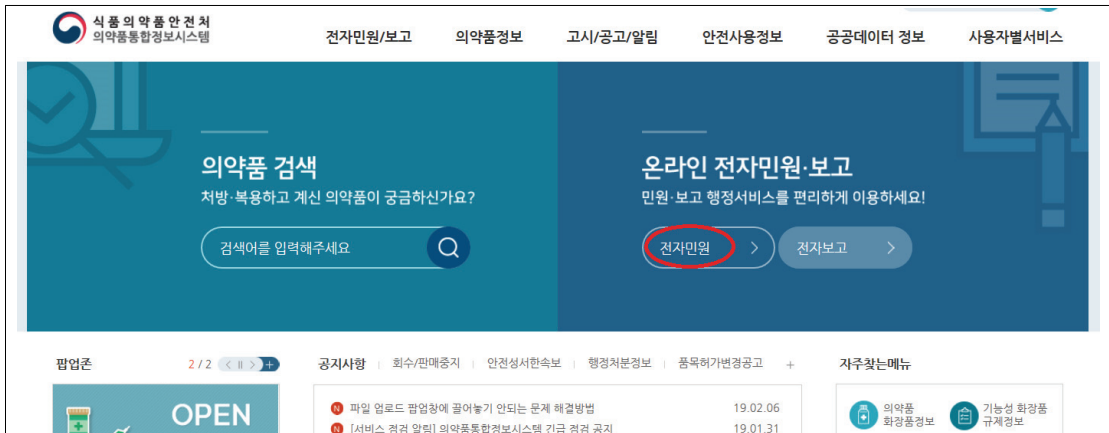 식품의약품안전처
의약품통합정보시스템
전자민원/보고 의약품정보 고시/공고/알림 안전사용정보 공공데이터 정보 사용자별서비스
의약품 검색
처방·복용하고 계신 의약품이 궁금하신가요?
검색어를 입력해주세요
온라인 전자민원·보고
민원·보고 행정서비스를 편리하게 이용하세요!
전자민원 > 전자보고 >
팝업존 2 / 2 < II > +
공지사항 회수/판매중지 안전성서한속보 행정처분정보 품목허가변경공고 +
자주찾는메뉴
OPEN
N 파일 업로드 팝업창에 끌어놓기 안되는 문제 해결방법 19.02.06
N [서비스 점검 알림] 의약품통합정보시스템 긴급 점검 공지 19.01.31
의약품
화장품정보
기능성 화장품
규제정보